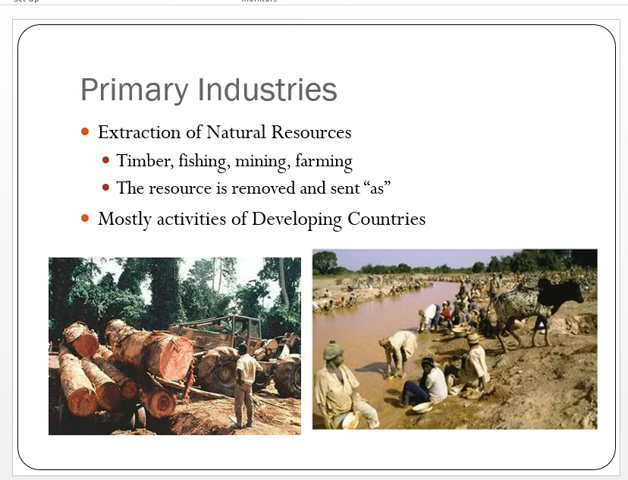 Primary Industries
Extraction of Natural Resources
Timber, fishing, mining, farming
The resource is removed and sent “as”
Mostly activities of Developing Countries